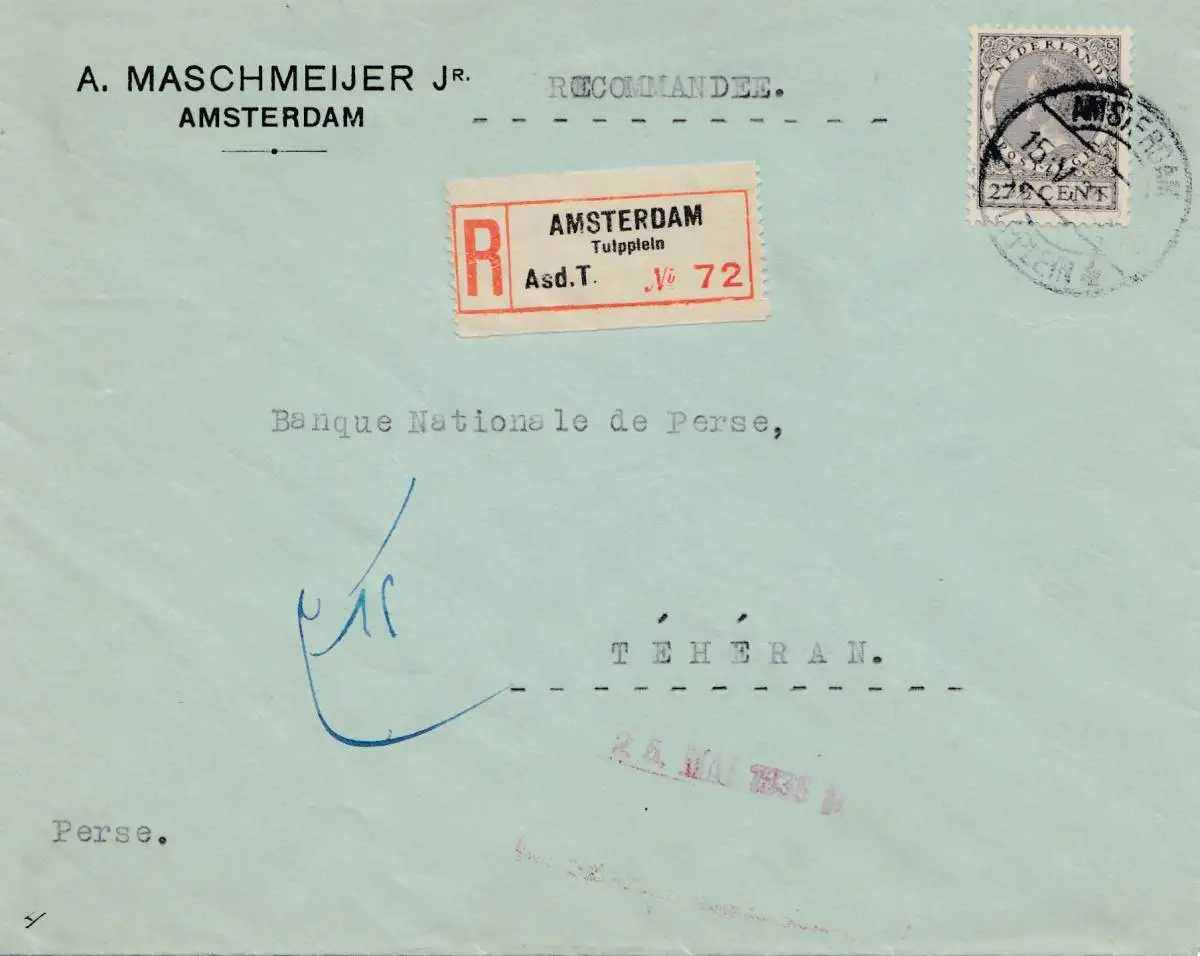 A. MASCHMEIJER JR.
AMSTERDAM
RECOMMANDEE.
NEDERLAND
27½ CENT
AMSTERDAM
R
AMSTERDAM
Tulpplein
Asd.T. № 72
Banque Nationale de Perse,
TÉHÉRAN.
MAI
Perse.